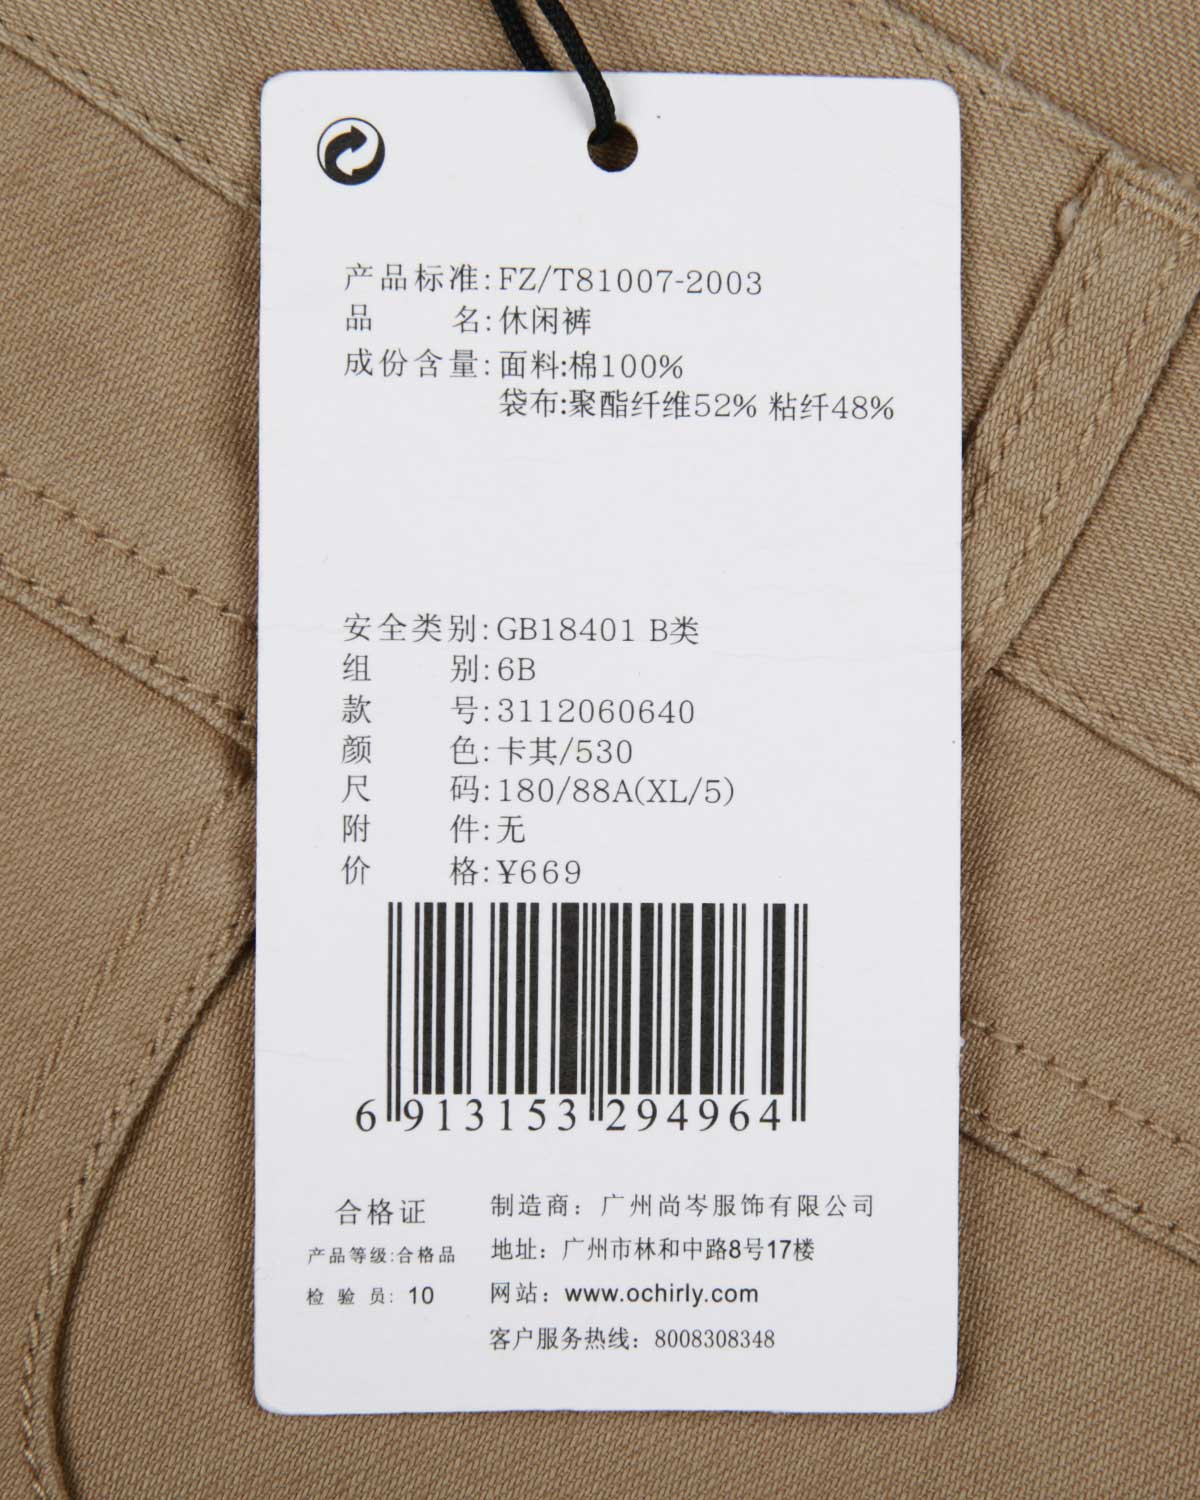 产品标准:FZ/T81007-2003
品 名:休闲裤
成份含量:面料:棉100%
袋布:聚酯纤维52% 粘纤48%
安全类别:GB18401 B类
组 别:6B
款 号:3112060640
颜 色:卡其/530
尺 码:180/88A(XL/5)
附 件:无
价 格:¥669
6 913153 294964
合格证
产品等级:合格品
检 验 员: 10
制造商：广州尚岑服饰有限公司
地址：广州市林和中路8号17楼
网站：www.ochirly.com
客户服务热线：8008308348